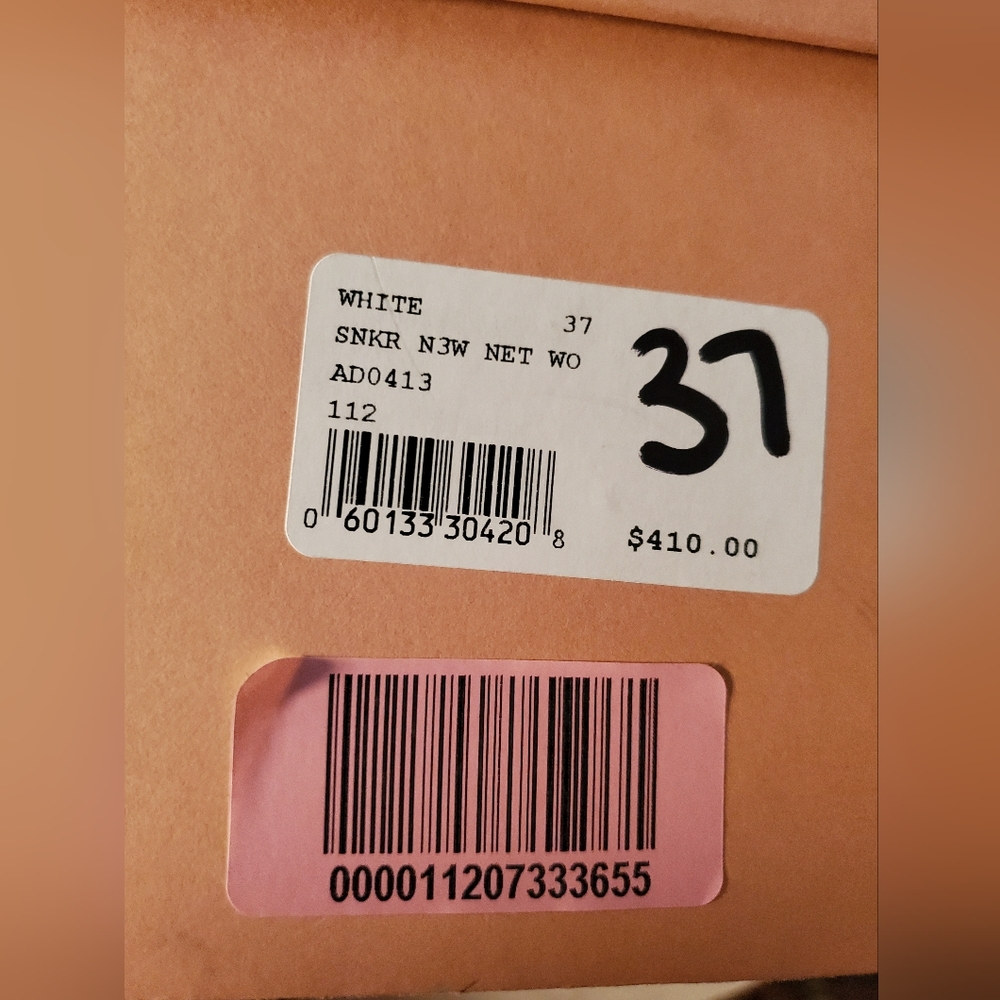 WHITE 37
SNKR N3W NET WO
AD0413
112
37
0 60133 30420 8
$410.00
000011207333655